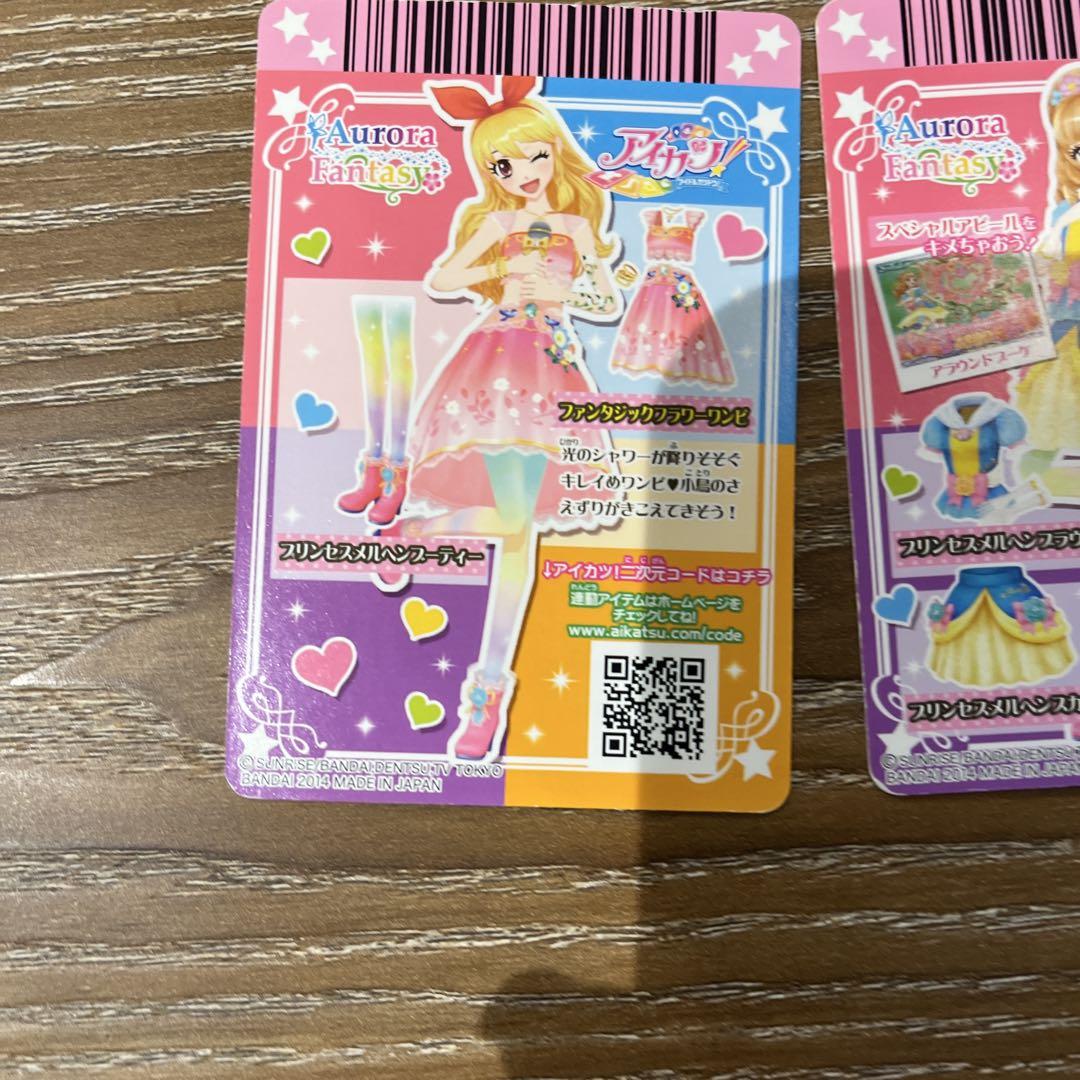 Aurora
Fantasy
アイカツ!
ファンタジックフラワーワンピ
光のシャワーが降りそそぐ
キレイめワンピ♥小鳥のさ
えずりがきこえてきそう!
プリンセスメルヘンブーティー
↓アイカツ!二次元コードはコチラ
連動アイテムはホームページを
チェックしてね!
www.aikatsu.com/code
© SUNRISE/BANDAI,DENTSU,TV TOKYO
BANDAI 2014 MADE IN JAPAN
Aurora
Fantasy
スペシャルアピールを
キメちゃおう!
アラウンドブーケ
プリンセスメルヘンブラウ
プリンセスメルヘンスカ
© SUNRISE/BANDAI,DENTSU
BANDAI 2014 MADE IN JAPAN